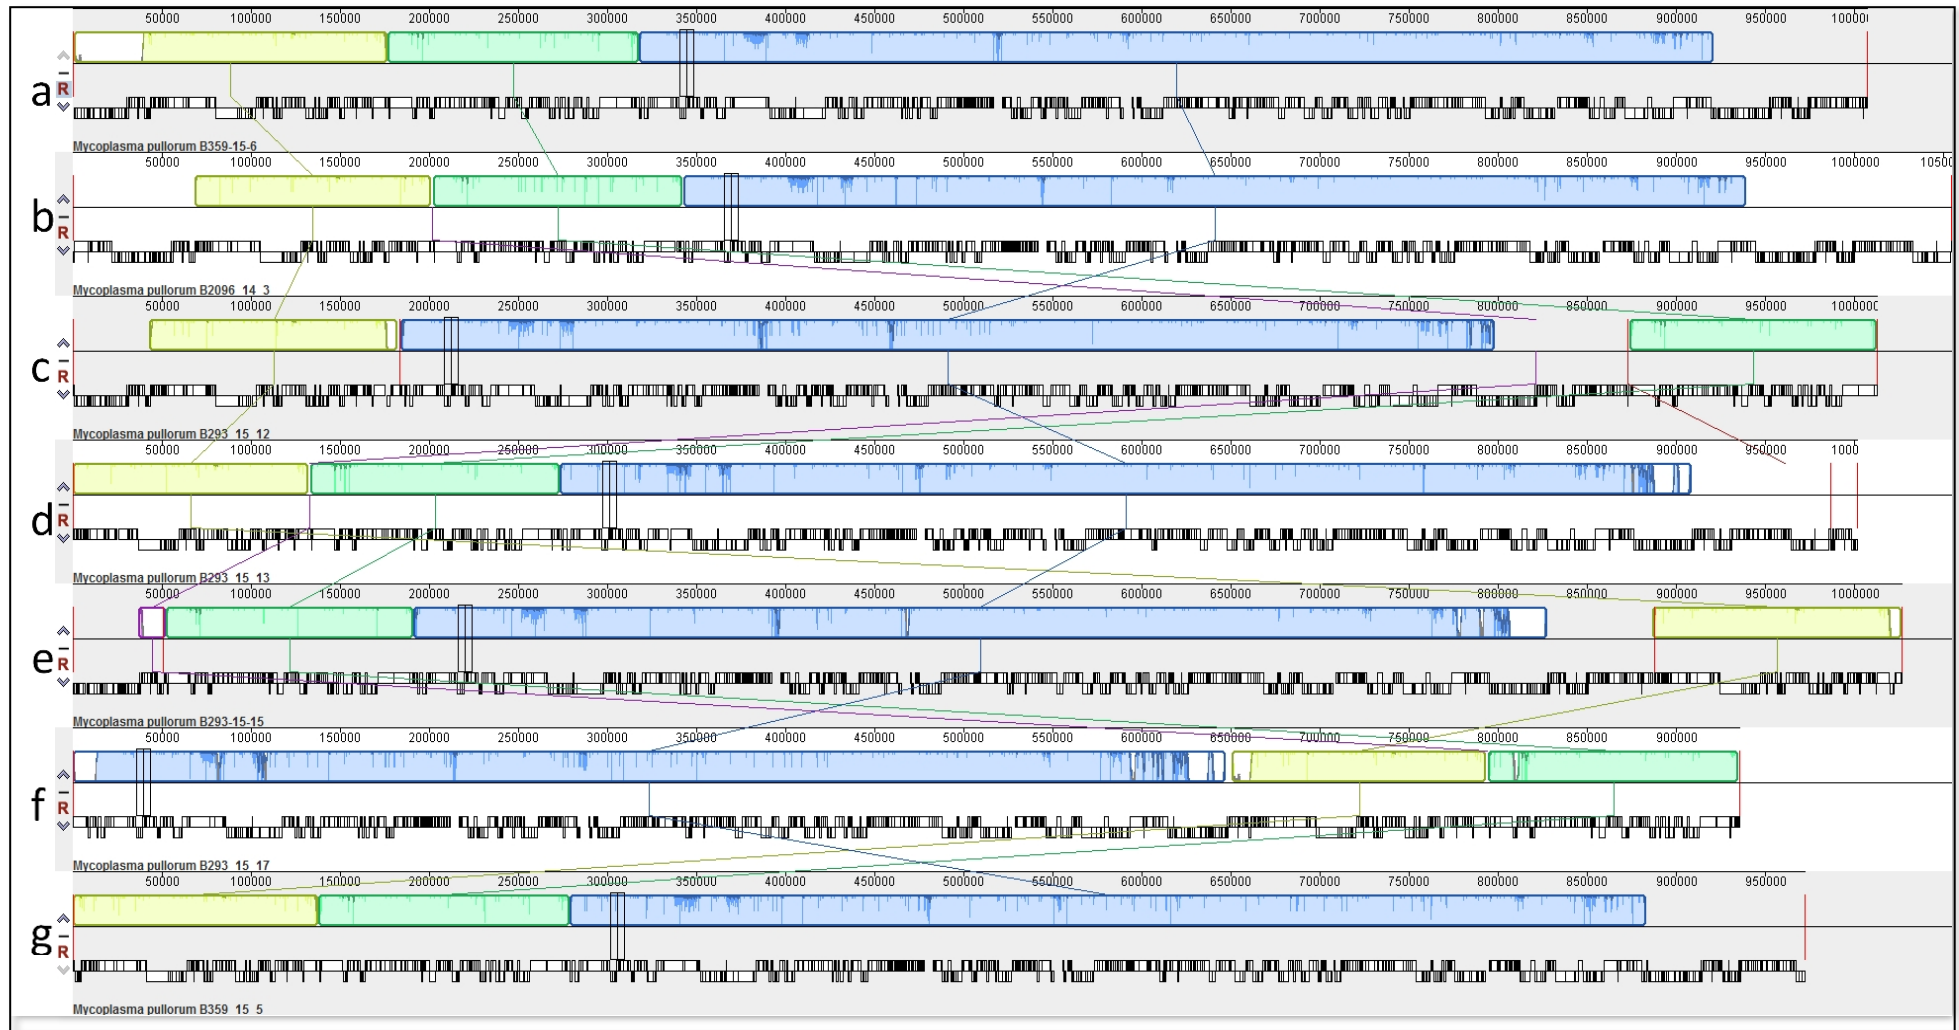 50000 100000 150000 200000 250000 300000 350000 400000 450000 500000 550000 600000 650000 700000 750000 800000 850000 900000 950000 10000
a
R
Mycoplasma pullorum B359-15-6
50000 100000 150000 200000 250000 300000 350000 400000 450000 500000 550000 600000 650000 700000 750000 800000 850000 900000 950000 1000000 10500
b
R
Mycoplasma pullorum B2096_14_3
50000 100000 150000 200000 250000 300000 350000 400000 450000 500000 550000 600000 650000 700000 750000 800000 850000 900000 950000 100000
c
R
Mycoplasma pullorum B293_15_12
50000 100000 150000 200000 250000 300000 350000 400000 450000 500000 550000 600000 650000 700000 750000 800000 850000 900000 950000 1000
d
R
Mycoplasma pullorum B293_15_13
50000 100000 150000 200000 250000 300000 350000 400000 450000 500000 550000 600000 650000 700000 750000 800000 850000 900000 950000 1000000
e
R
Mycoplasma pullorum B293-15-15
50000 100000 150000 200000 250000 300000 350000 400000 450000 500000 550000 600000 650000 700000 750000 800000 850000 900000
f
R
Mycoplasma pullorum B293_15_17
50000 100000 150000 200000 250000 300000 350000 400000 450000 500000 550000 600000 650000 700000 750000 800000 850000 900000 950000
g
R
Mycoplasma pullorum B359_15_5